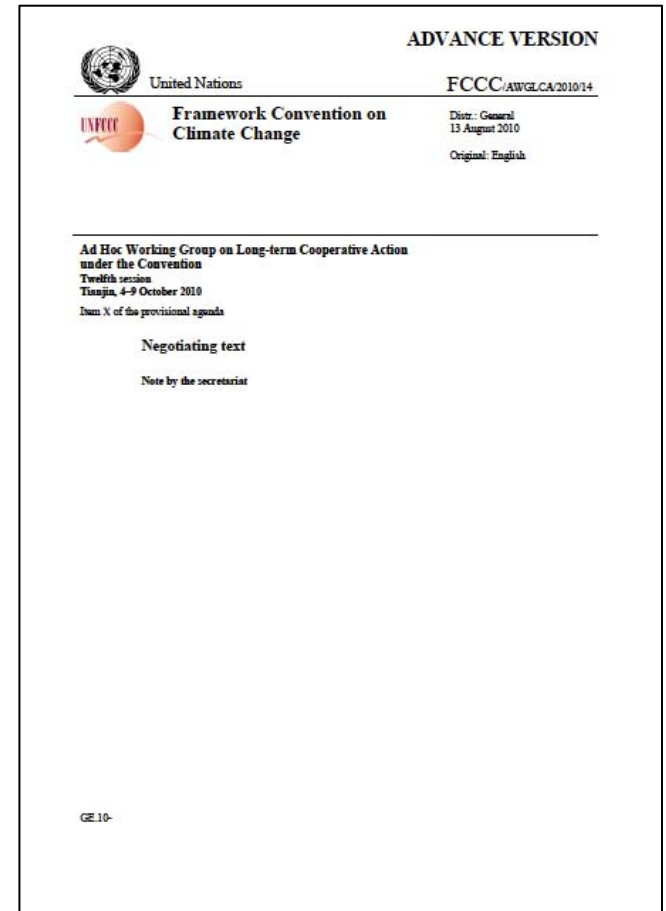 ADVANCE VERSION
United Nations
FCCC/AWGLCA/2010/14
UNFCCC
Framework Convention on
Climate Change
Distr.: General
13 August 2010
Original: English
Ad Hoc Working Group on Long-term Cooperative Action
under the Convention
Twelfth session
Tianjin, 4–9 October 2010
Item X of the provisional agenda
Negotiating text
Note by the secretariat
GE.10-